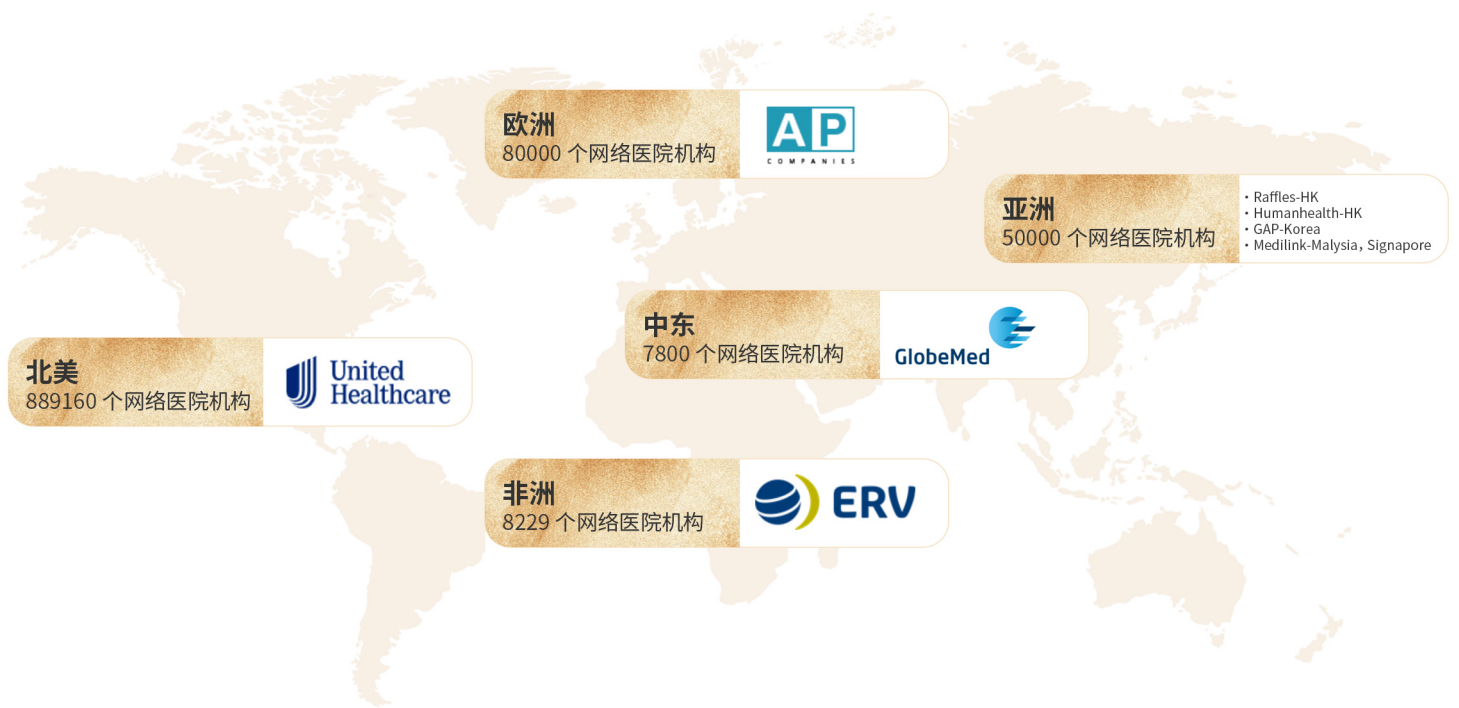 欧洲
80000 个网络医院机构
AP
COMPANIES
亚洲
50000 个网络医院机构
・Raffles-HK
・Humanhealth-HK
・GAP-Korea
・Medilink-Malysia，Signapore
中东
7800 个网络医院机构
GlobeMed
北美
889160 个网络医院机构
United
Healthcare
非洲
8229 个网络医院机构
ERV